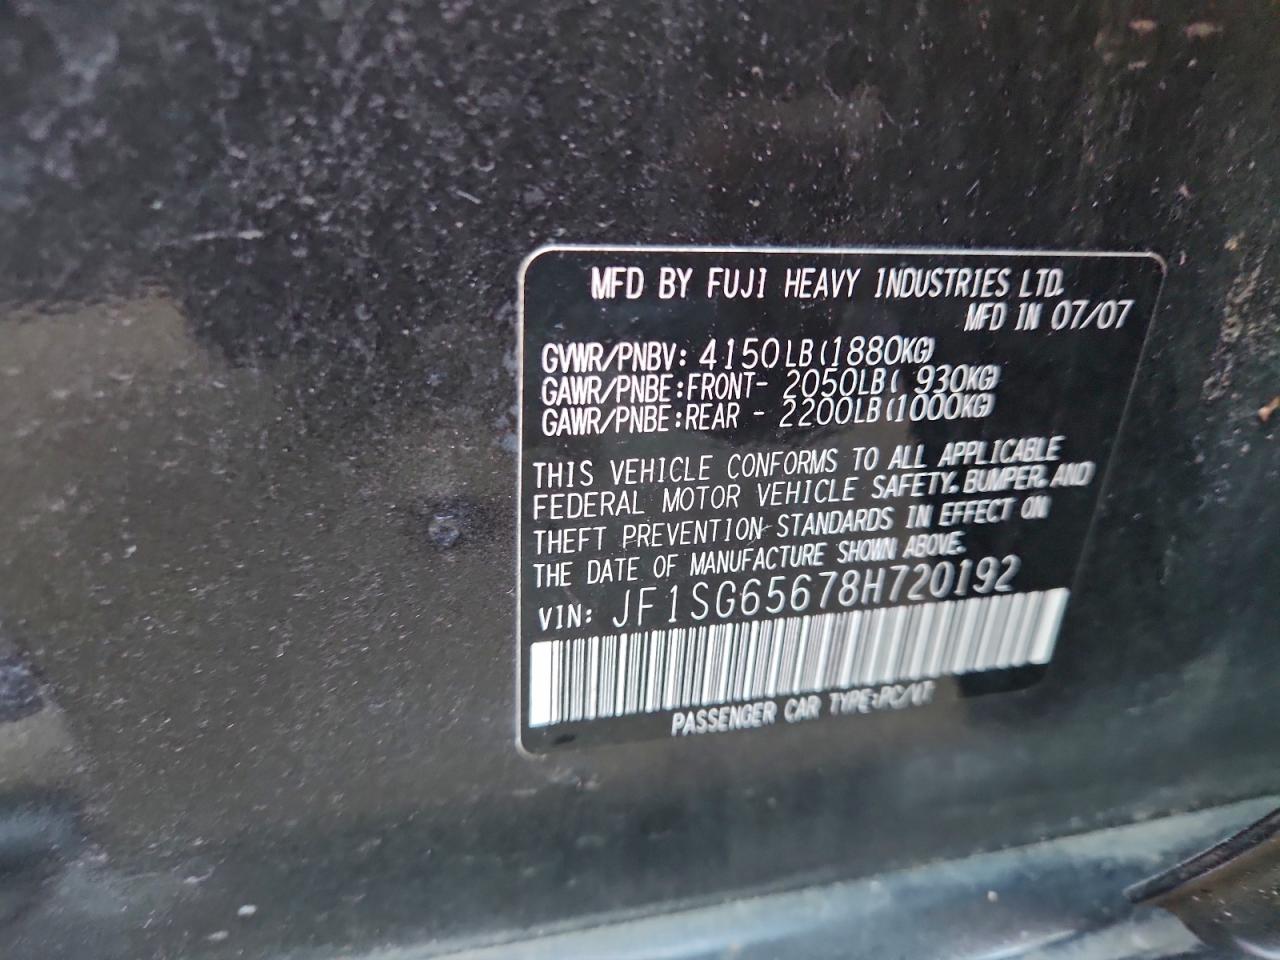 MFD BY FUJI HEAVY INDUSTRIES LTD.
MFD IN 07/07
GVWR/PNBV: 4150LB(1880KG)
GAWR/PNBE:FRONT- 2050LB( 930KG)
GAWR/PNBE:REAR - 2200LB(1000KG)
THIS VEHICLE CONFORMS TO ALL APPLICABLE
FEDERAL MOTOR VEHICLE SAFETY, BUMPER, AND
THEFT PREVENTION STANDARDS IN EFFECT ON
THE DATE OF MANUFACTURE SHOWN ABOVE.
VIN: JF1SG65678H720192
PASSENGER CAR TYPE:PC/VT